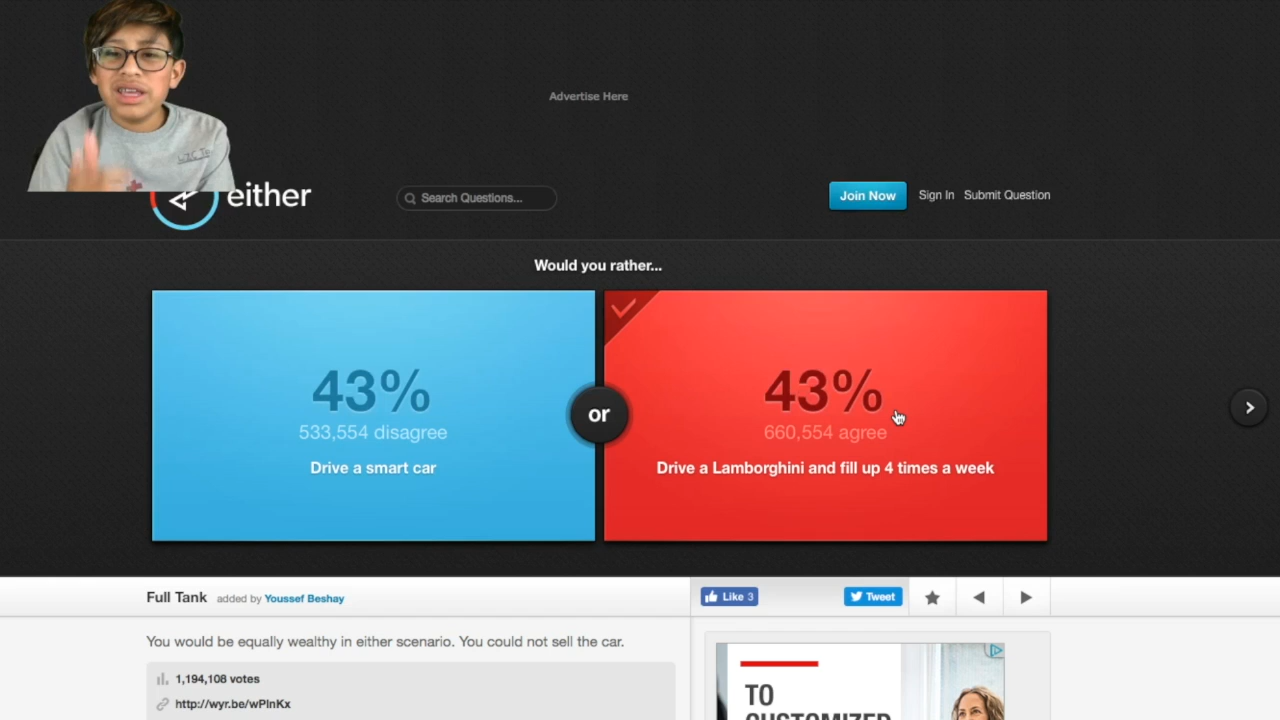 Advertise Here
either
Search Questions...
Join Now
Sign In
Submit Question
Would you rather...
43%
533,554 disagree
Drive a smart car
or
43%
660,554 agree
Drive a Lamborghini and fill up 4 times a week
Full Tank added by Youssef Beshay
Like 3
Tweet
You would be equally wealthy in either scenario. You could not sell the car.
1,194,108 votes
http://wyr.be/wPlnKx
TO
CUSTOMIZED